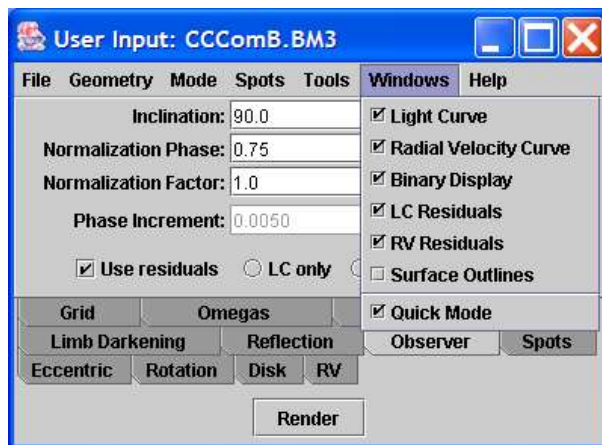 User Input: CCComB.BM3
File Geometry Mode Spots Tools Windows Help
Inclination: 90.0
Normalization Phase: 0.75
Normalization Factor: 1.0
Phase Increment: 0.0050
Use residuals LC only
Light Curve
Radial Velocity Curve
Binary Display
LC Residuals
RV Residuals
Surface Outlines
Quick Mode
Grid Omegas
Limb Darkening Reflection Observer Spots
Eccentric Rotation Disk RV
Render